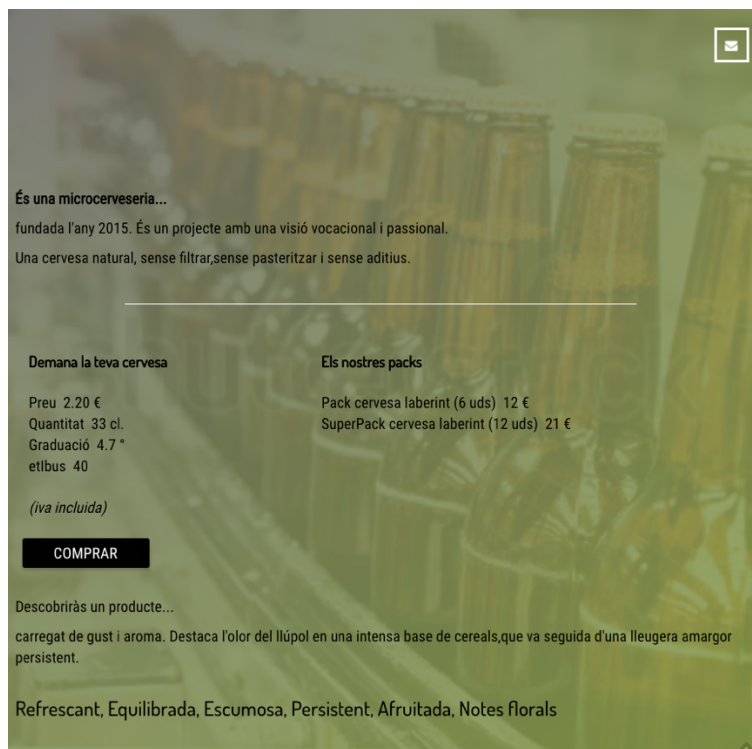 És una microcerveseria...
fundada l'any 2015. És un projecte amb una visió vocacional i passional.
Una cervesa natural, sense filtrar,sense pasteritzar i sense aditius.
Demana la teva cervesa
Preu 2.20 €
Quantitat 33 cl.
Graduació 4.7 °
etIbus 40
(iva incluida)
COMPRAR
Els nostres packs
Pack cervesa laberint (6 uds) 12 €
SuperPack cervesa laberint (12 uds) 21 €
Descobriràs un producte...
carregat de gust i aroma. Destaca l'olor del llúpol en una intensa base de cereals,que va seguida d'una lleugera amargor
persistent.
Refrescant, Equilibrada, Escumosa, Persistent, Afruitada, Notes florals